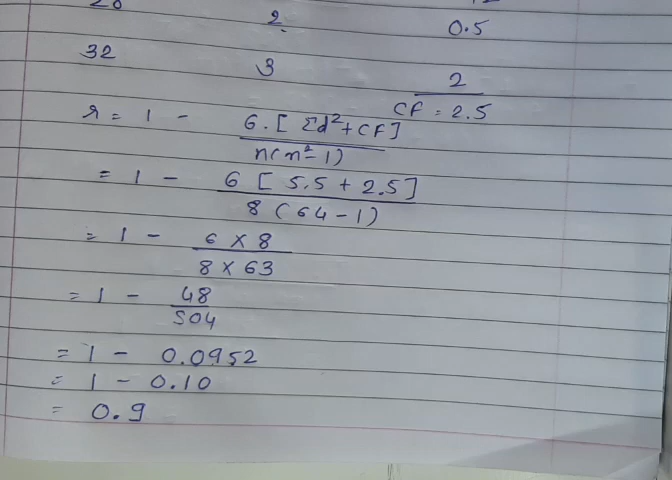 2 0.5
32 3 2
CF = 2.5
r = 1 - 6.[Σd²+CF]
n(n²-1)
= 1 - 6 [5.5 + 2.5]
8 (64-1)
= 1 - 6 × 8
8 × 63
= 1 - 48
504
= 1 - 0.0952
= 1 - 0.10
= 0.9